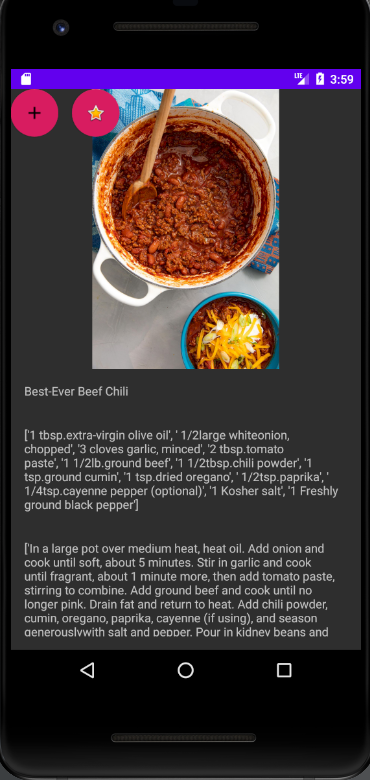 LTE 3:59
Best-Ever Beef Chili
['1 tbsp.extra-virgin olive oil', ' 1/2large whiteonion,
chopped', '3 cloves garlic, minced', '2 tbsp.tomato
paste', '1 1/2lb.ground beef', '1 1/2tbsp.chili powder', '1
tsp.ground cumin', '1 tsp.dried oregano', ' 1/2tsp.paprika', '
1/4tsp.cayenne pepper (optional)', '1 Kosher salt', '1 Freshly
ground black pepper']
['In a large pot over medium heat, heat oil. Add onion and
cook until soft, about 5 minutes. Stir in garlic and cook
until fragrant, about 1 minute more, then add tomato paste,
stirring to combine. Add ground beef and cook until no
longer pink. Drain fat and return to heat. Add chili powder,
cumin, oregano, paprika, cayenne (if using), and season
generouslywith salt and pepper. Pour in kidney beans and